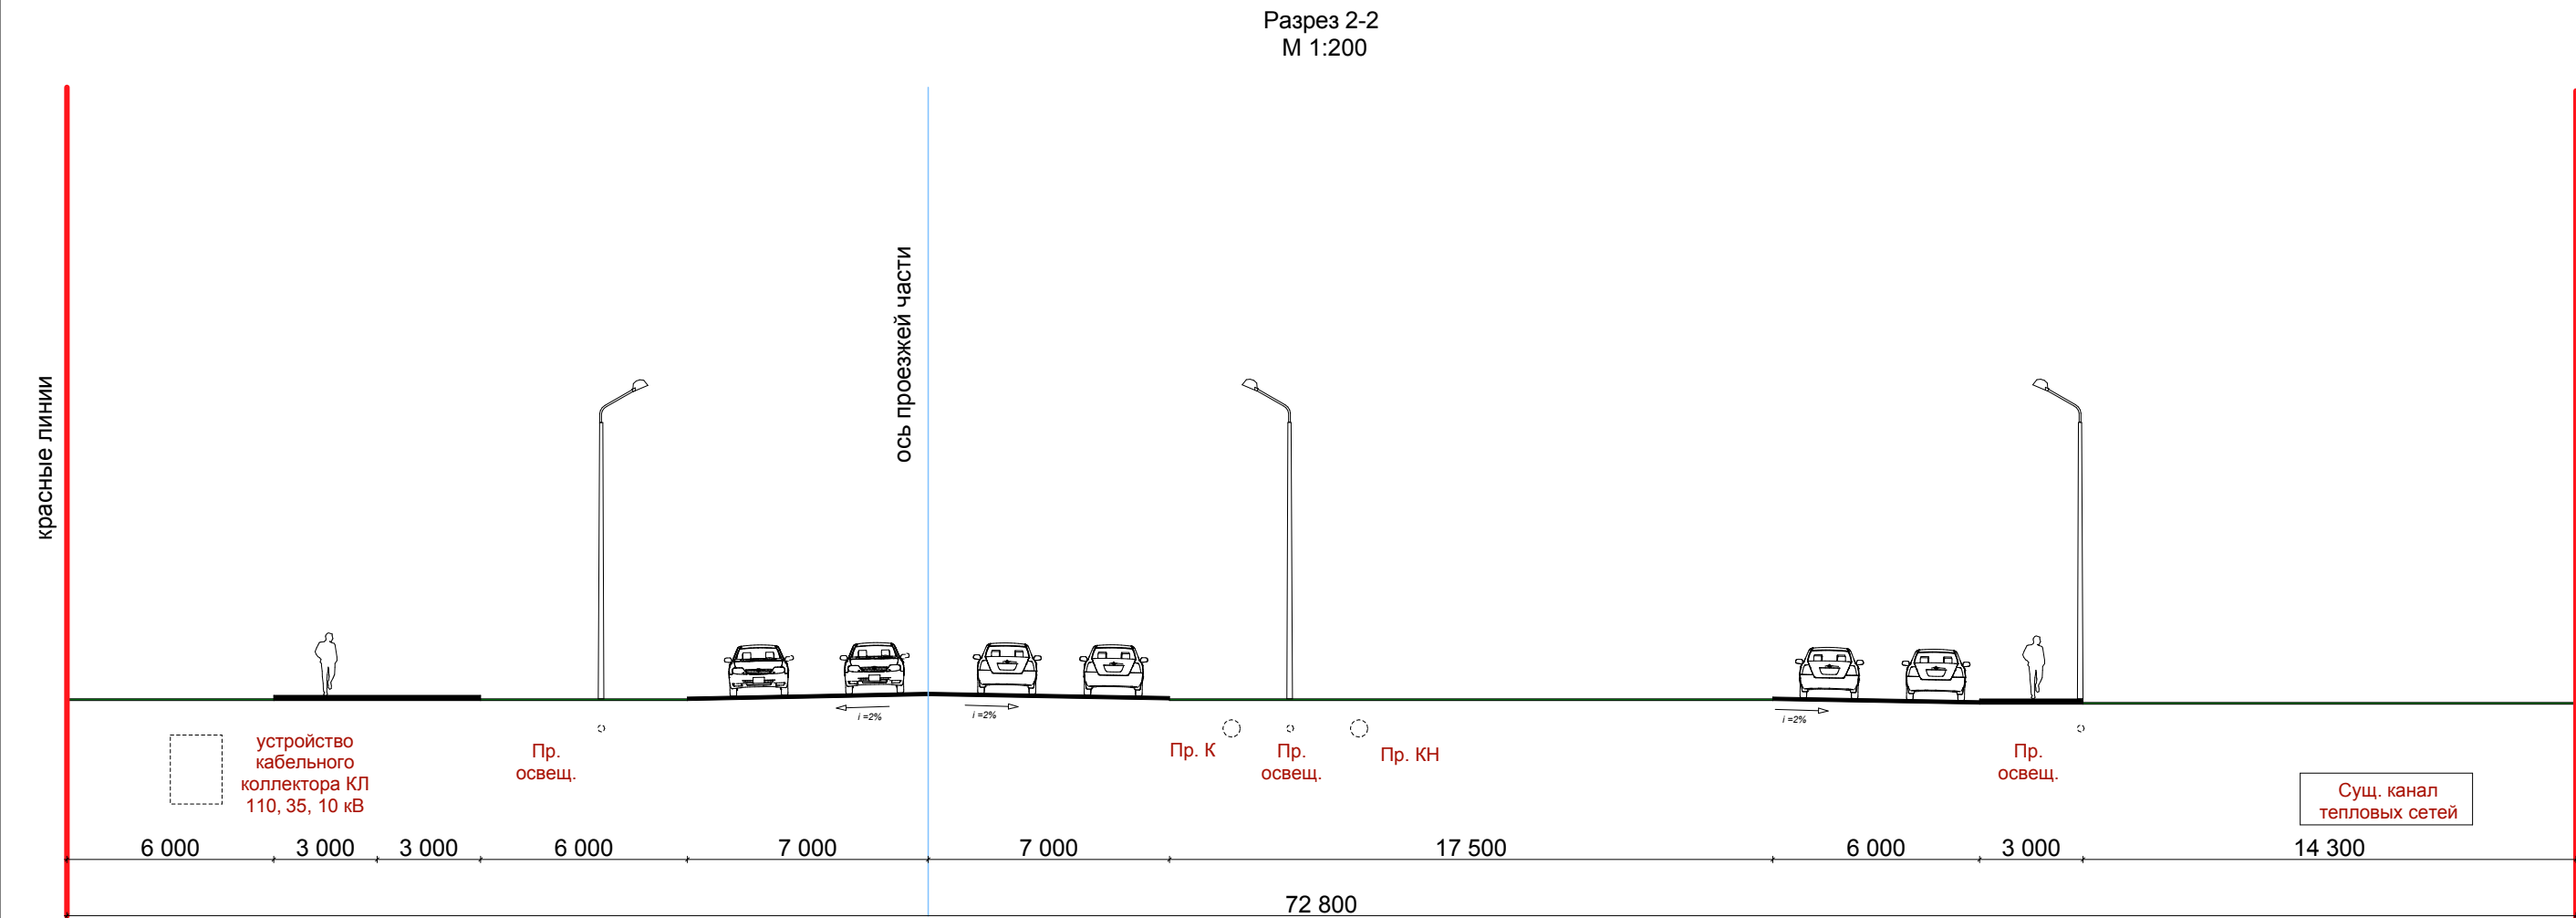 Разрез 2-2
М 1:200
красные линии
ось проезжей части
i =2%
i =2%
i =2%
устройство
кабельного
коллектора КЛ
110, 35, 10 кВ
Пр.
освещ.
Пр. К
Пр.
освещ.
Пр. КН
Пр.
освещ.
Сущ. канал
тепловых сетей
6 000
3 000
3 000
6 000
7 000
7 000
17 500
6 000
3 000
14 300
72 800